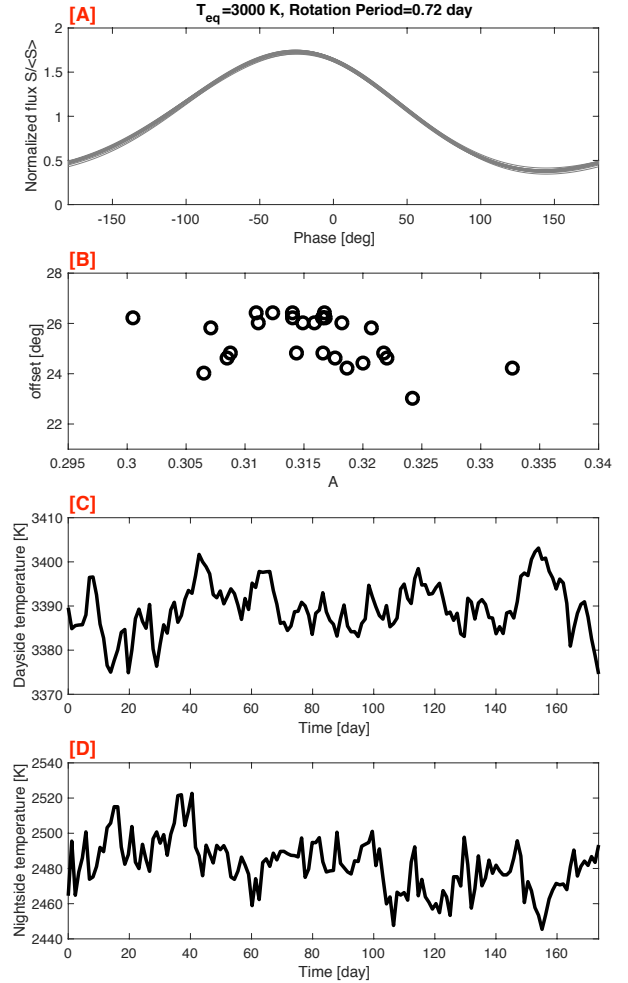 [A]
T_eq=3000 K, Rotation Period=0.72 day
Normalized flux S/<S>
2
1.5
1
0.5
0
-150 -100 -50 0 50 100 150
Phase [deg]
[B]
offset [deg]
28
26
24
22
0.295 0.3 0.305 0.31 0.315 0.32 0.325 0.33 0.335 0.34
A
[C]
Dayside temperature [K]
3410
3400
3390
3380
3370
0 20 40 60 80 100 120 140 160
Time [day]
[D]
Nightside temperature [K]
2540
2520
2500
2480
2460
2440
0 20 40 60 80 100 120 140 160
Time [day]